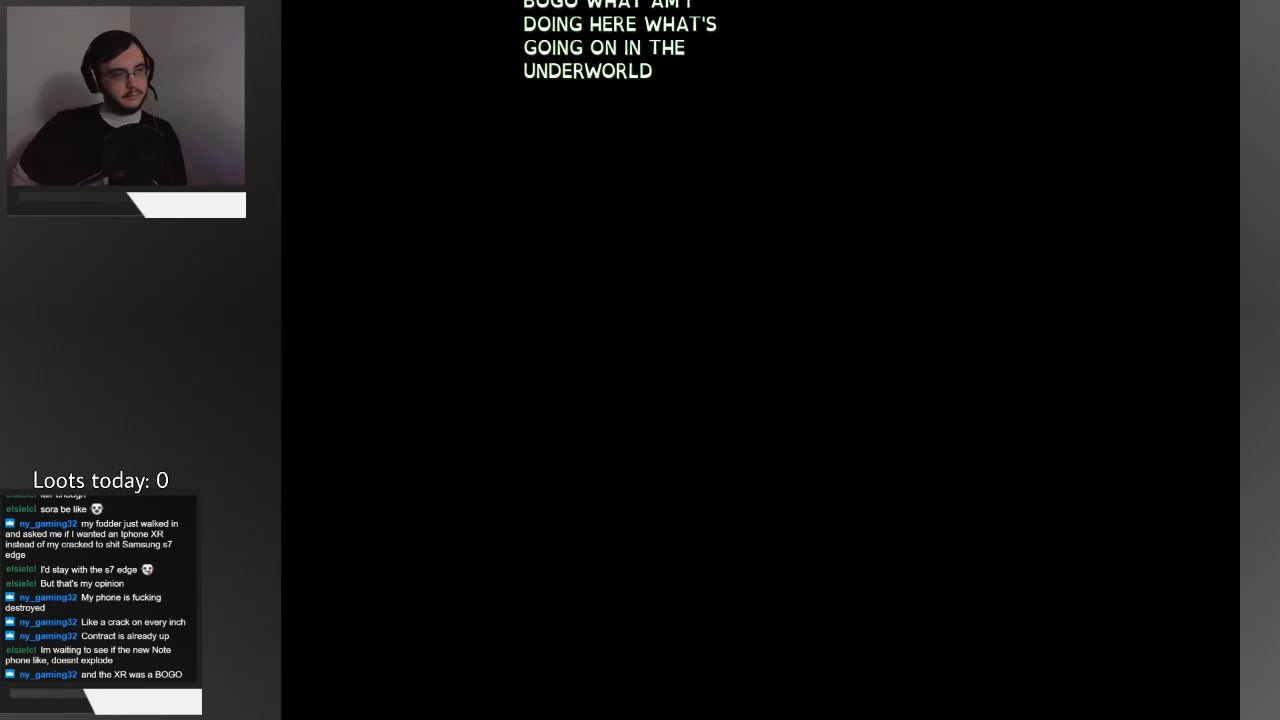 BOGO WHAT AM I
DOING HERE WHAT'S
GOING ON IN THE
UNDERWORLD
Loots today: 0
elsielcl fair enough
elsielcl sora be like
ny_gaming32 my fodder just walked in
and asked me if I wanted an Iphone XR
instead of my cracked to shit Samsung s7
edge
elsielcl I'd stay with the s7 edge
elsielcl But that's my opinion
ny_gaming32 My phone is fucking
destroyed
ny_gaming32 Like a crack on every inch
ny_gaming32 Contract is already up
elsielcl Im waiting to see if the new Note
phone like, doesnt explode
ny_gaming32 and the XR was a BOGO